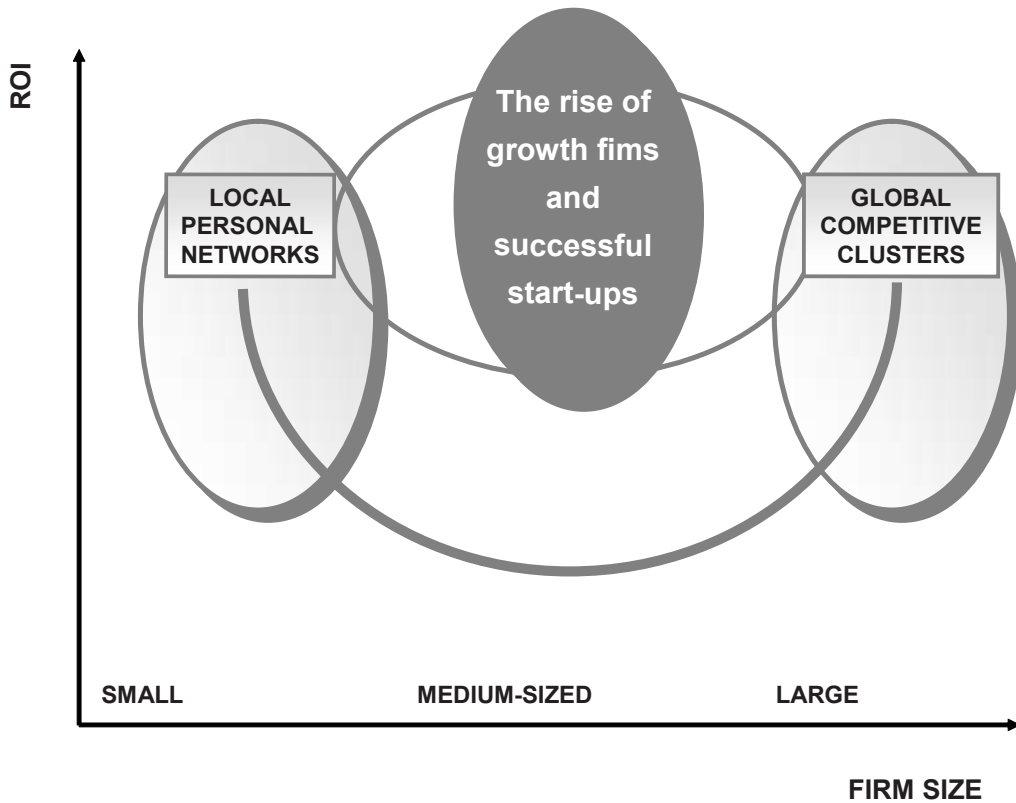 ROI
The rise of
growth fims
and
successful
start-ups
LOCAL
PERSONAL
NETWORKS
GLOBAL
COMPETITIVE
CLUSTERS
SMALL
MEDIUM-SIZED
LARGE
FIRM SIZE